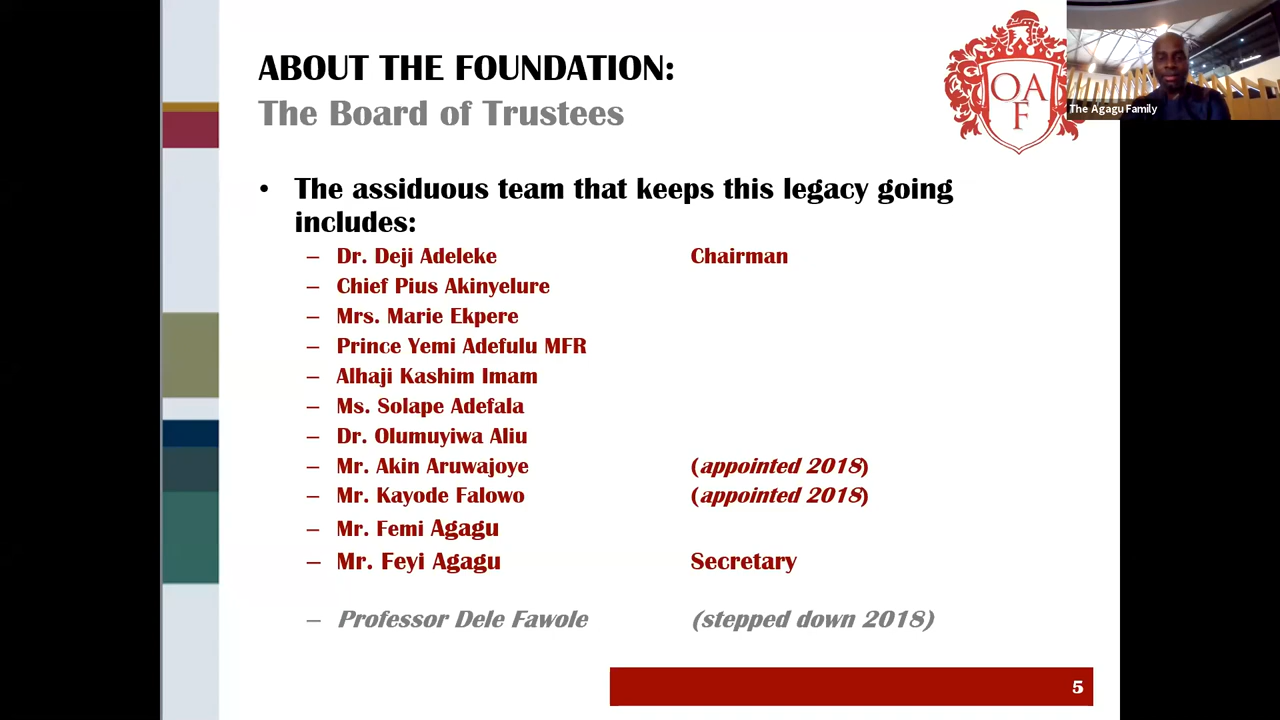 ABOUT THE FOUNDATION:
The Board of Trustees
OA
F
The Agagu Family
• The assiduous team that keeps this legacy going
includes:
– Dr. Deji Adeleke Chairman
– Chief Pius Akinyelure
– Mrs. Marie Ekpere
– Prince Yemi Adefulu MFR
– Alhaji Kashim Imam
– Ms. Solape Adefala
– Dr. Olumuyiwa Aliu
– Mr. Akin Aruwajoye (appointed 2018)
– Mr. Kayode Falowo (appointed 2018)
– Mr. Femi Agagu
– Mr. Feyi Agagu Secretary
– Professor Dele Fawole (stepped down 2018)
5